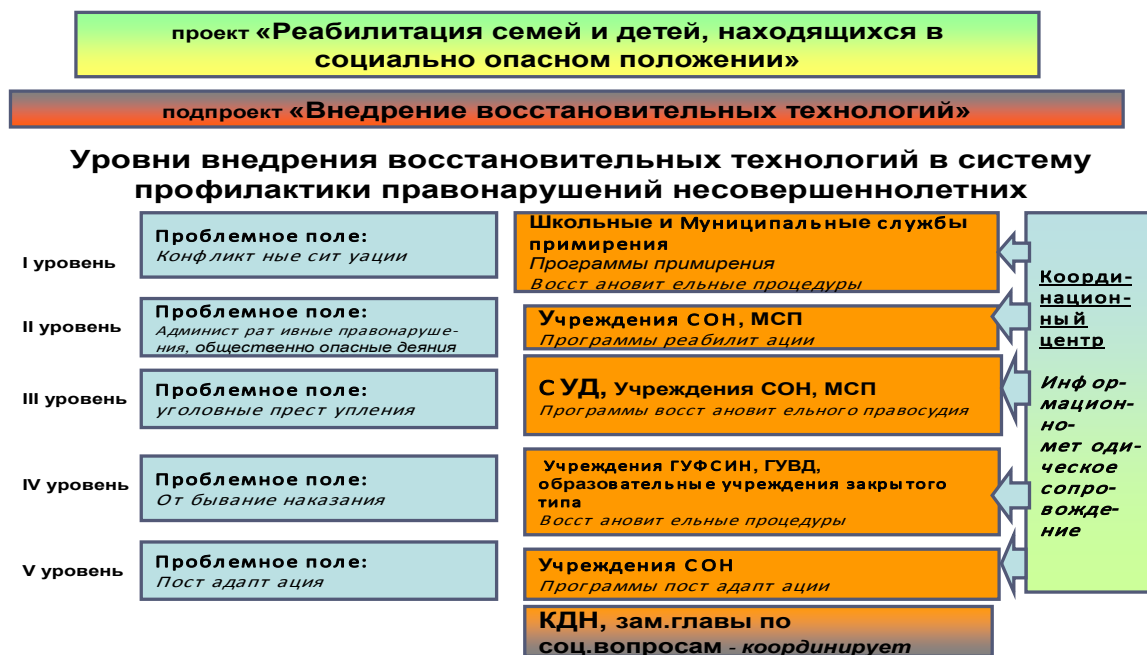 проект «Реабилитация семей и детей, находящихся в
социально опасном положении»
подпроект «Внедрение восстановительных технологий»
Уровни внедрения восстановительных технологий в систему
профилактики правонарушений несовершеннолетних
I уровень
Проблемное поле:
Конфликтные ситуации
Школьные и Муниципальные службы
примирения
Программы примирения
Восстановительные процедуры
II уровень
Проблемное поле:
Административные правонаруше-
ния, общественно опасные деяния
Учреждения СОН, МСП
Программы реабилитации
III уровень
Проблемное поле:
уголовные преступления
СУД, Учреждения СОН, МСП
Программы восстановительного правосудия
IV уровень
Проблемное поле:
Отбывание наказания
Учреждения ГУФСИН, ГУВД,
образовательные учреждения закрытого
типа
Восстановительные процедуры
V уровень
Проблемное поле:
Постадаптация
Учреждения СОН
Программы постадаптации
КДН, зам.главы по
соц.вопросам - координирует
Коорди-
национ-
ный
центр
Инфор-
мацион-
но-
методи-
ческое
сопро-
вожде-
ние